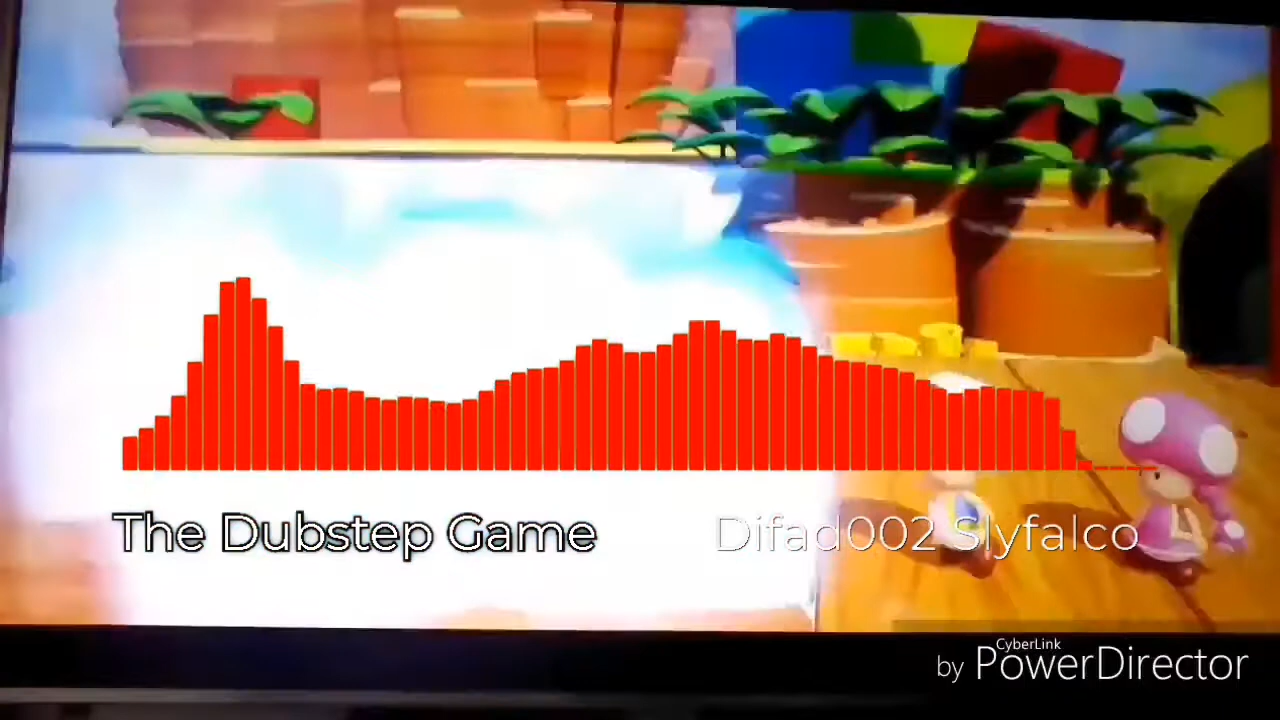 The Dubstep Game
Difad002 Slyfalco
CyberLink
by PowerDirector